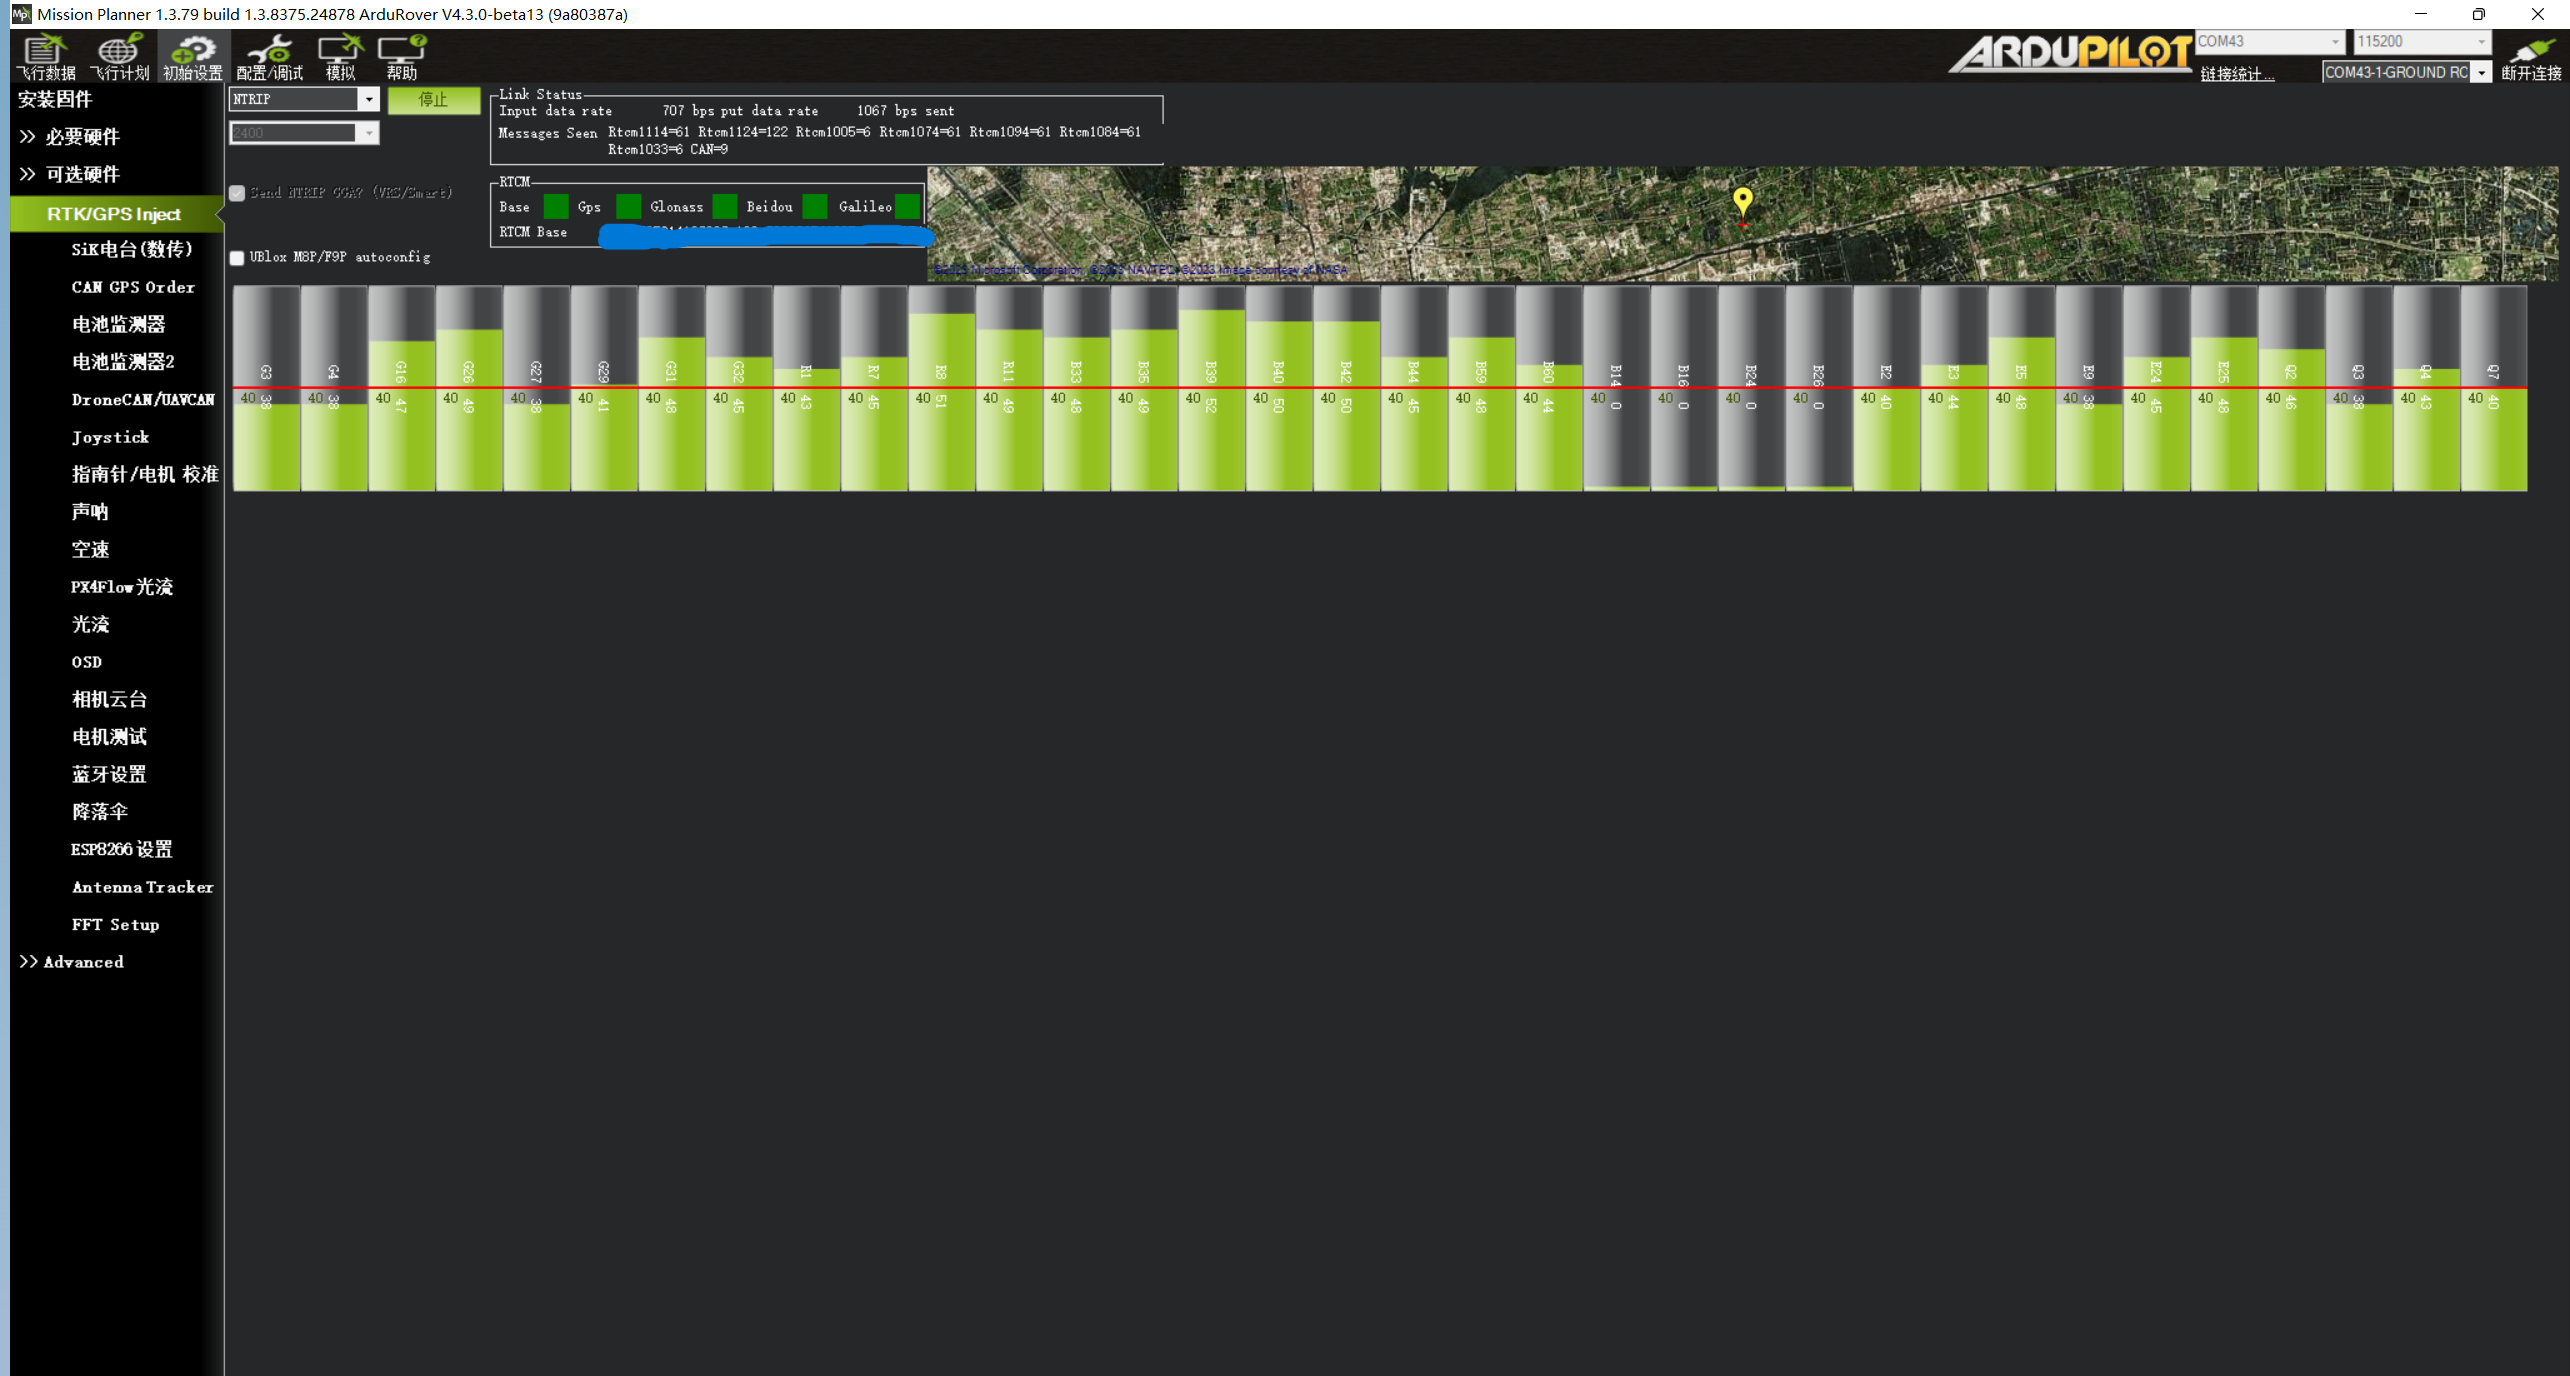 Mission Planner 1.3.79 build 1.3.8375.24878 ArduRover V4.3.0-beta13 (9a80387a)
飞行数据 飞行计划 初始设置 配置/调试 模拟 帮助
ARDUPILOT
COM43 115200
链接统计... COM43-1-GROUND RO 断开连接
安装固件
>> 必要硬件
>> 可选硬件
RTK/GPS Inject
SiK电台(数传)
CAN GPS Order
电池监测器
电池监测器2
DroneCAN/UAVCAN
Joystick
指南针/电机 校准
声呐
空速
PX4Flow光流
光流
OSD
相机云台
电机测试
蓝牙设置
降落伞
ESP8266 设置
Antenna Tracker
FFT Setup
>> Advanced
NTRIP 停止
2400
Send NTRIP GGA? (VRS/Smart)
UBlox M8P/F9P autoconfig
Link Status
Input data rate 707 bps put data rate 1067 bps sent
Messages Seen Rtcm1114=61 Rtcm1124=122 Rtcm1005=6 Rtcm1074=61 Rtcm1094=61 Rtcm1084=61
Rtcm1033=6 CAN=9
RTCM
Base Gps Glonass Beidou Galileo
RTCM Base
©2023 Microsoft Corporation, ©2023 NAVTEQ, ©2023 Image courtesy of NASA
G3 G4 G16 G26 G27 G29 G31 G32 R1 R7 R8 R11 B33 B35 B39 B40 B42 B44 B59 B60 B14 B16 B24 B26 E2 E3 E5 E9 E24 E25 Q2 Q3 Q4 Q7
40 38 40 38 40 47 40 49 40 38 40 41 40 48 40 45 40 43 40 45 40 51 40 49 40 48 40 49 40 52 40 50 40 50 40 45 40 48 40 44 40 0 40 0 40 0 40 0 40 40 40 44 40 48 40 38 40 45 40 48 40 46 40 38 40 43 40 40